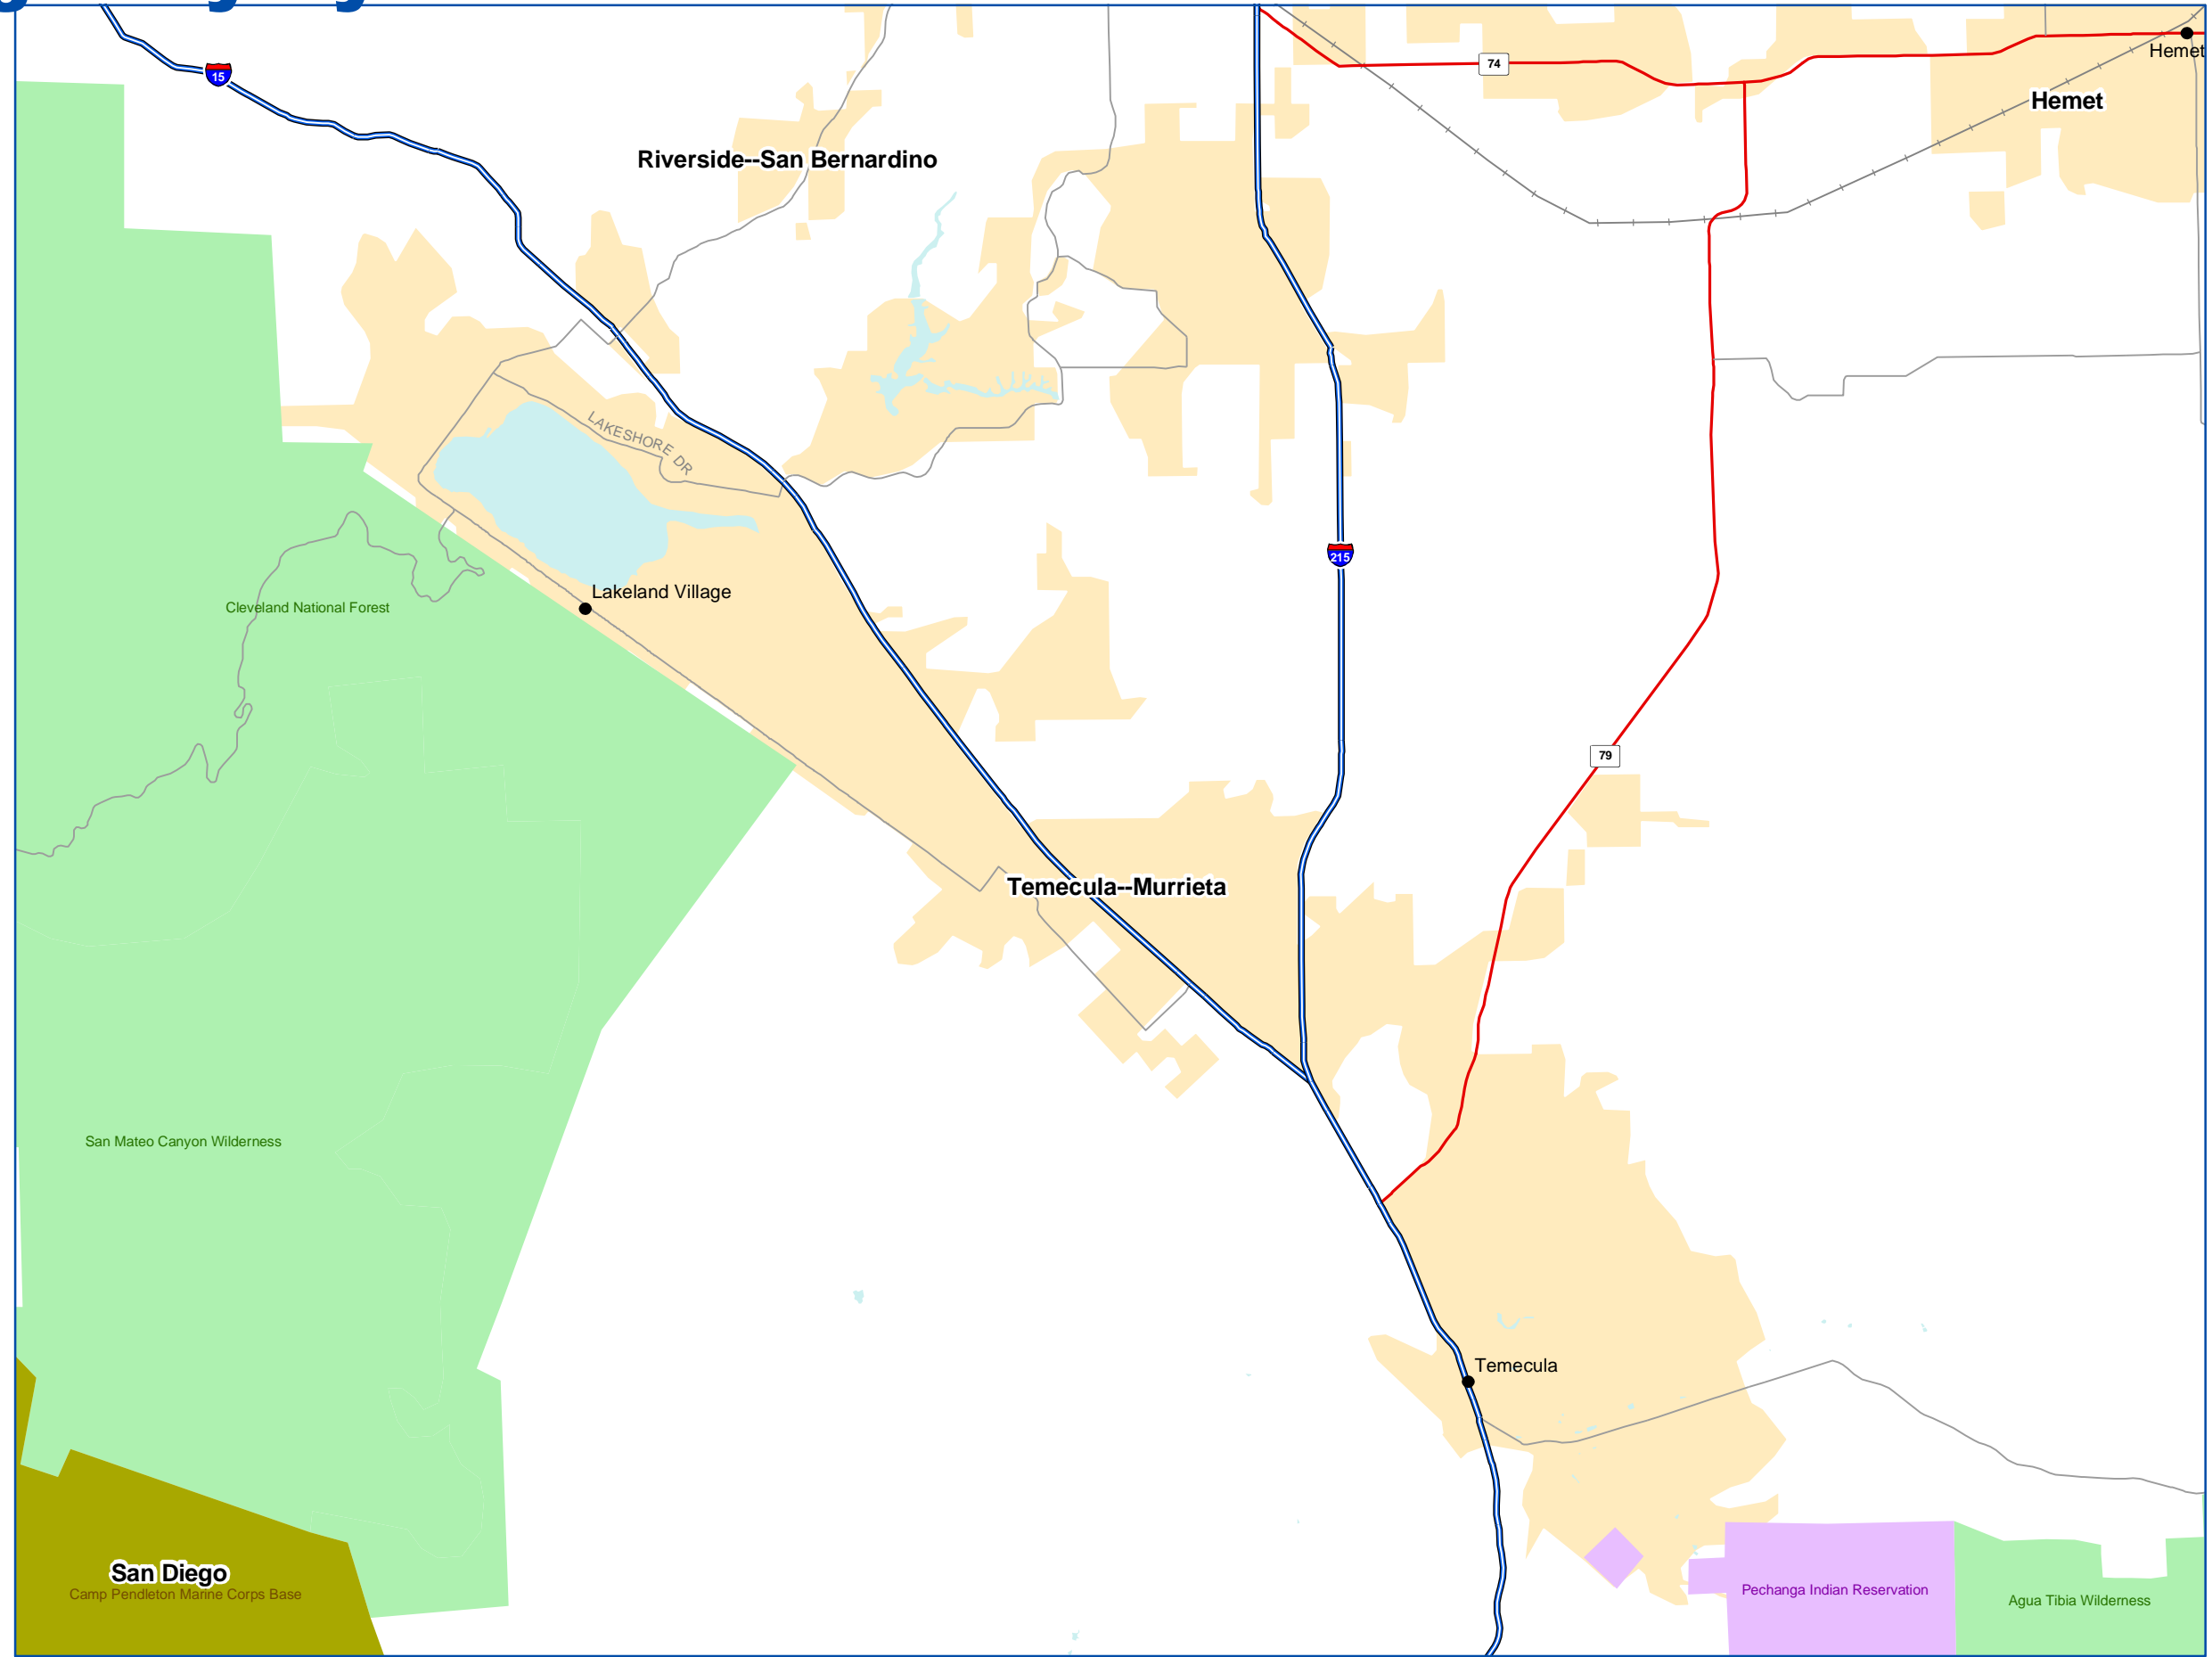 15
74
Hemet
Hemet
Riverside--San Bernardino
LAKESHORE DR
215
Lakeland Village
Cleveland National Forest
79
Temecula--Murrieta
San Mateo Canyon Wilderness
Temecula
San Diego
Camp Pendleton Marine Corps Base
Pechanga Indian Reservation
Agua Tibia Wilderness